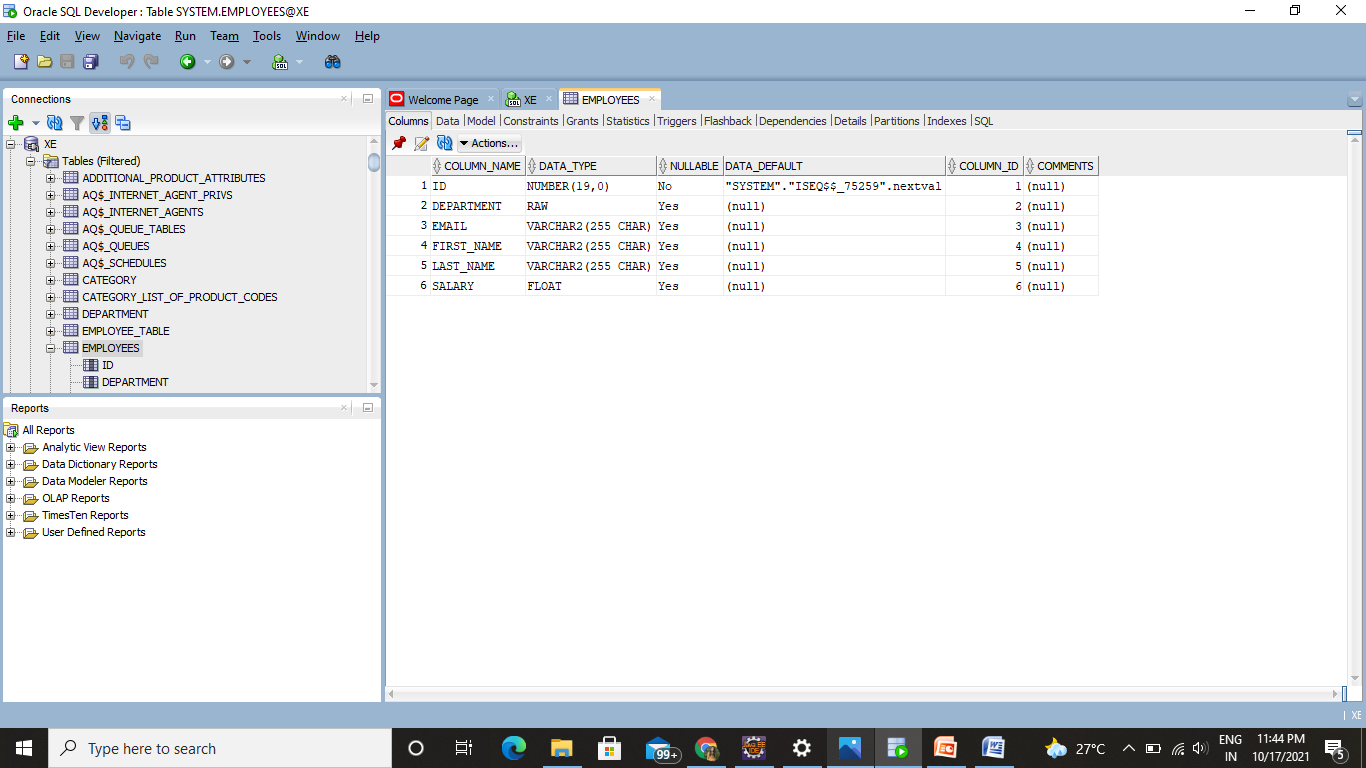 Oracle SQL Developer : Table SYSTEM.EMPLOYEES@XE
File Edit View Navigate Run Team Tools Window Help
SQL
Connections
XE
Tables (Filtered)
ADDITIONAL_PRODUCT_ATTRIBUTES
AQ$_INTERNET_AGENT_PRIVS
AQ$_INTERNET_AGENTS
AQ$_QUEUE_TABLES
AQ$_QUEUES
AQ$_SCHEDULES
CATEGORY
CATEGORY_LIST_OF_PRODUCT_CODES
DEPARTMENT
EMPLOYEE_TABLE
EMPLOYEES
ID
DEPARTMENT
Reports
All Reports
Analytic View Reports
Data Dictionary Reports
Data Modeler Reports
OLAP Reports
TimesTen Reports
User Defined Reports
Welcome Page XE EMPLOYEES
Columns Data Model Constraints Grants Statistics Triggers Flashback Dependencies Details Partitions Indexes SQL
Actions...
COLUMN_NAME DATA_TYPE NULLABLE DATA_DEFAULT COLUMN_ID COMMENTS
1 ID NUMBER(19,0) No "SYSTEM"."ISEQ$$_75259".nextval 1 (null)
2 DEPARTMENT RAW Yes (null) 2 (null)
3 EMAIL VARCHAR2(255 CHAR) Yes (null) 3 (null)
4 FIRST_NAME VARCHAR2(255 CHAR) Yes (null) 4 (null)
5 LAST_NAME VARCHAR2(255 CHAR) Yes (null) 5 (null)
6 SALARY FLOAT Yes (null) 6 (null)
XE
Type here to search
99+
27°C
ENG
IN
11:44 PM
10/17/2021
5